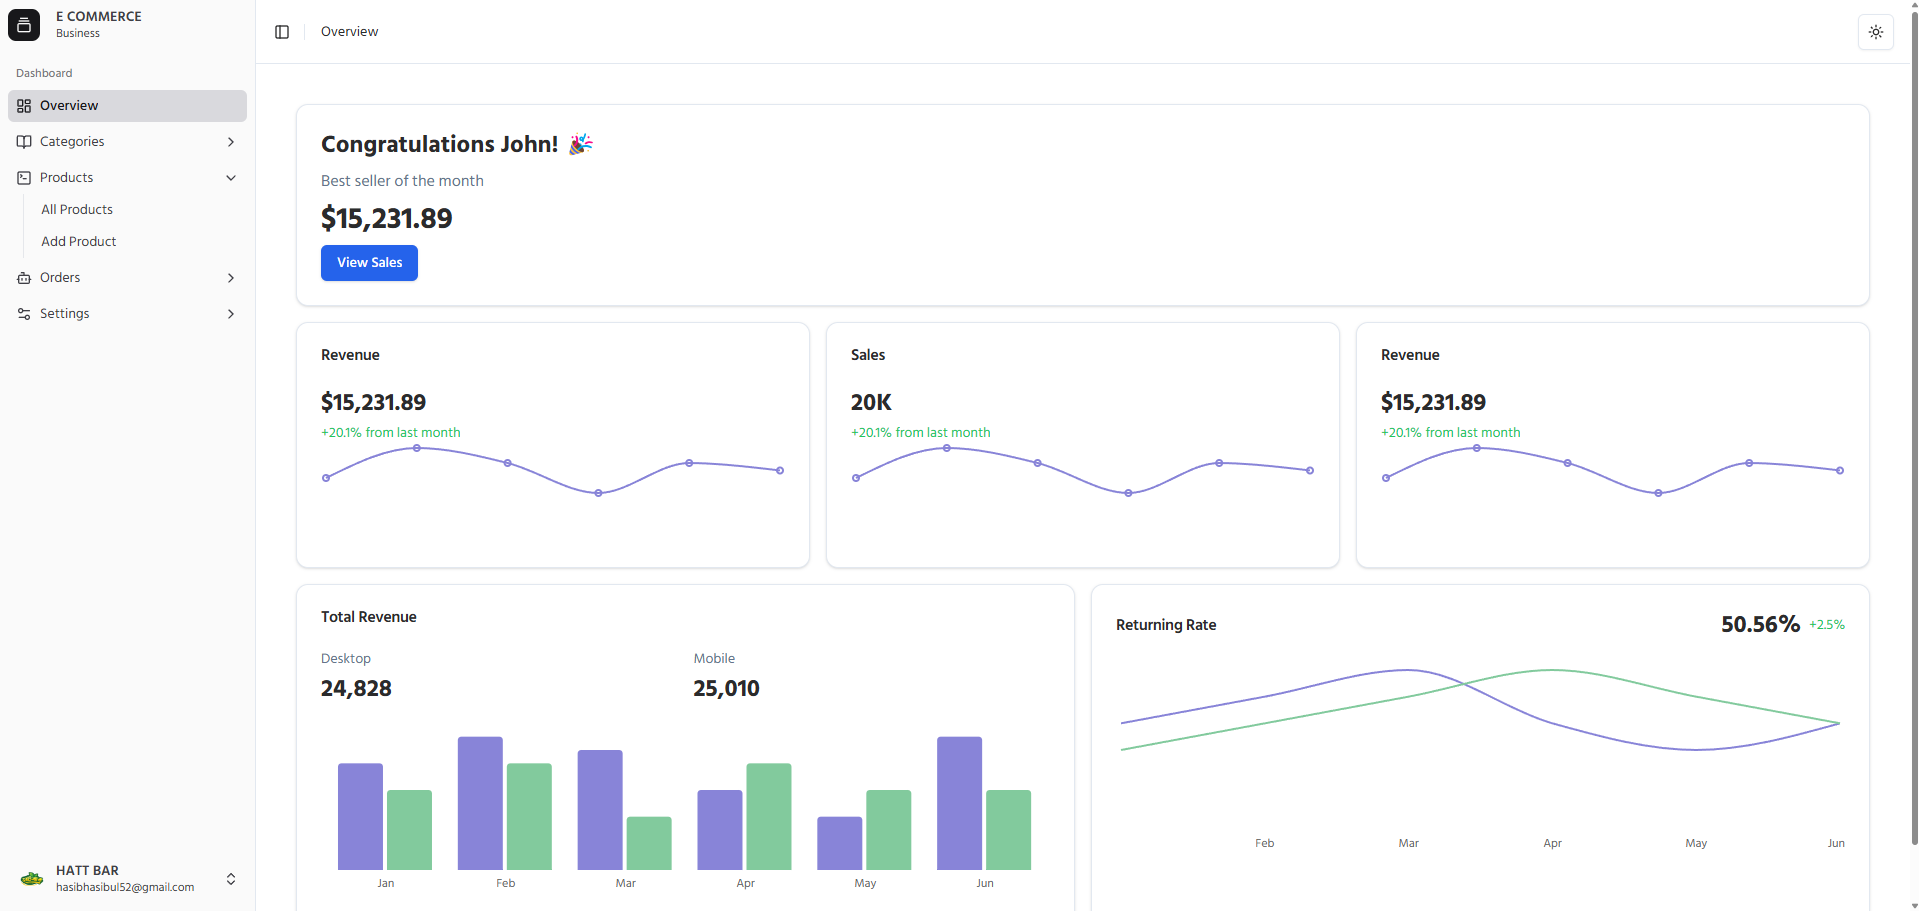 E COMMERCE
Business
Dashboard
Overview
Categories
Products
All Products
Add Product
Orders
Settings
HATT BAR
hasibhasibul52@gmail.com
Overview
Congratulations John! 🎉
Best seller of the month
$15,231.89
View Sales
Revenue
$15,231.89
+20.1% from last month
Sales
20K
+20.1% from last month
Revenue
$15,231.89
+20.1% from last month
Total Revenue
Desktop
24,828
Mobile
25,010
Jan Feb Mar Apr May Jun
Returning Rate
50.56% +2.5%
Feb Mar Apr May Jun